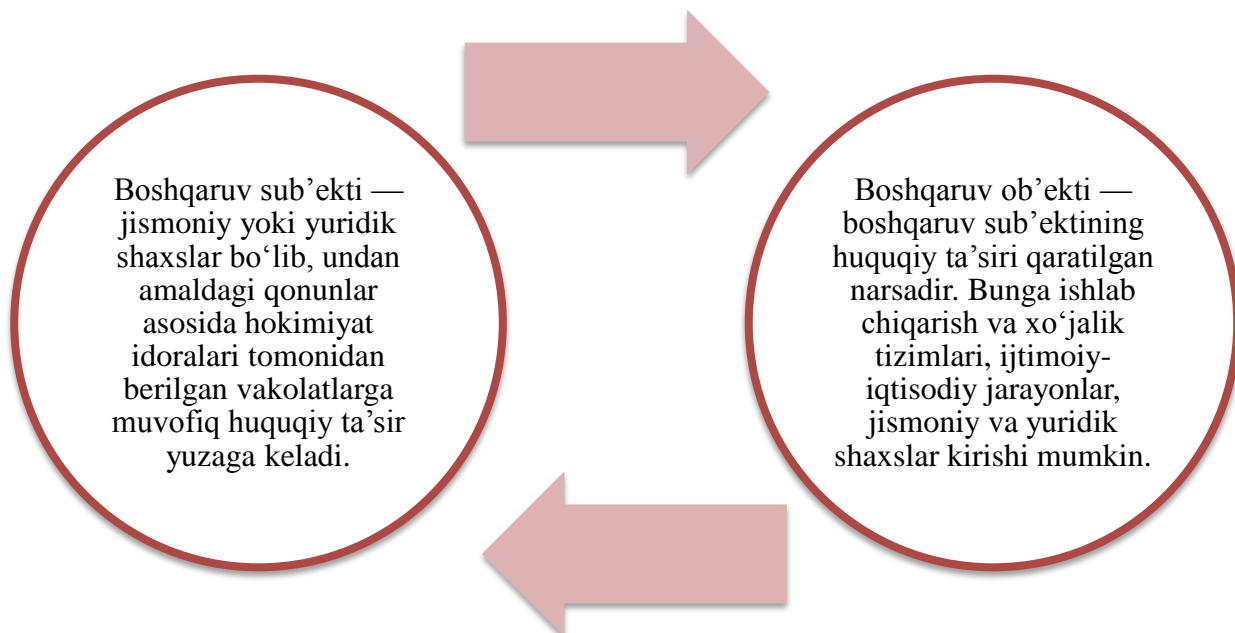 Boshqaruv sub’ekti —
jismoniy yoki yuridik
shaxslar bo‘lib, undan
amaldagi qonunlar
asosida hokimiyat
idoralari tomonidan
berilgan vakolatlarga
muvofiq huquqiy ta’sir
yuzaga keladi.
Boshqaruv ob’ekti —
boshqaruv sub’ektining
huquqiy ta’siri qaratilgan
narsadir. Bunga ishlab
chiqarish va xo‘jalik
tizimlari, ijtimoiy-
iqtisodiy jarayonlar,
jismoniy va yuridik
shaxslar kirishi mumkin.